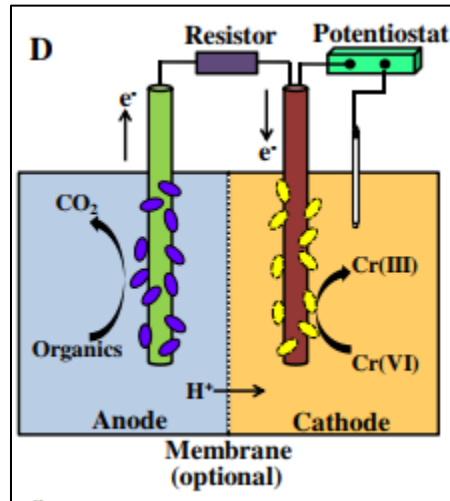 D
Resistor
Potentiostat
e-
e-
CO₂
Organics
Cr(III)
Cr(VI)
H⁺
Anode
Cathode
Membrane
(optional)